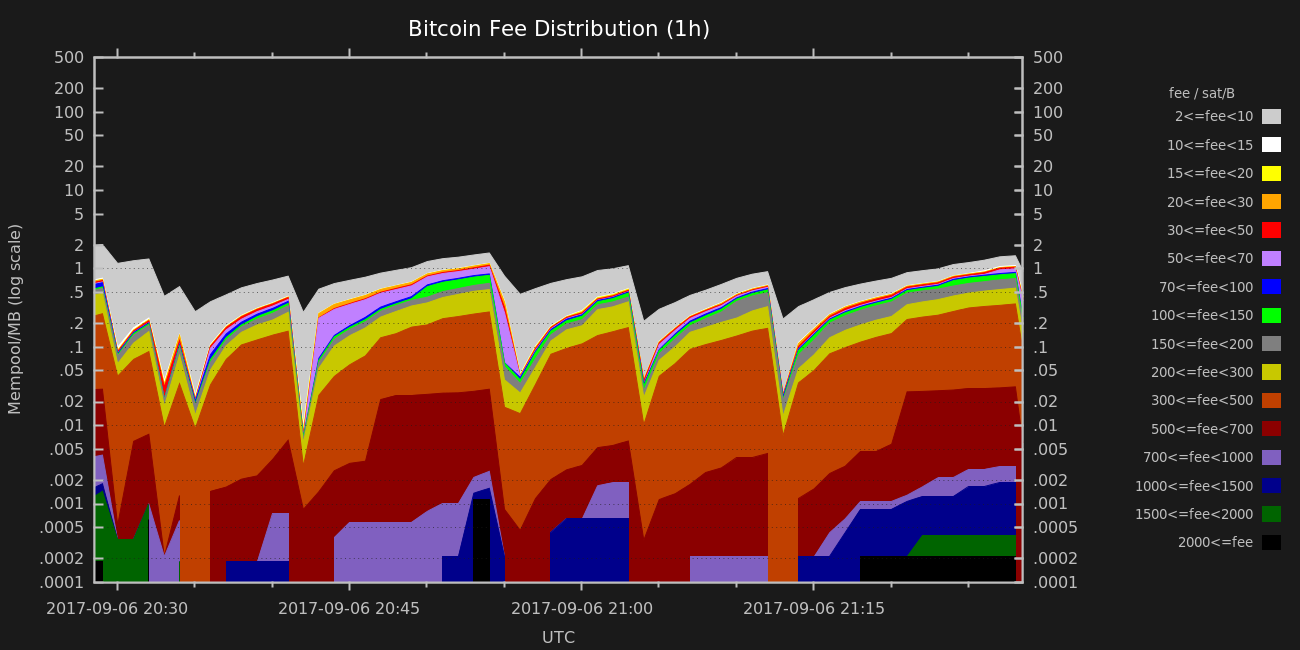 Bitcoin Fee Distribution (1h)
500 500
200 200
100 100
50 50
20 20
10 10
5 5
2 2
1 1
.5 .5
.2 .2
.1 .1
.05 .05
.02 .02
.01 .01
.005 .005
.002 .002
.001 .001
.0005 .0005
.0002 .0002
.0001 .0001
Mempool/MB (log scale)
2017-09-06 20:30 2017-09-06 20:45 2017-09-06 21:00 2017-09-06 21:15
UTC
fee / sat/B
2<=fee<10
10<=fee<15
15<=fee<20
20<=fee<30
30<=fee<50
50<=fee<70
70<=fee<100
100<=fee<150
150<=fee<200
200<=fee<300
300<=fee<500
500<=fee<700
700<=fee<1000
1000<=fee<1500
1500<=fee<2000
2000<=fee